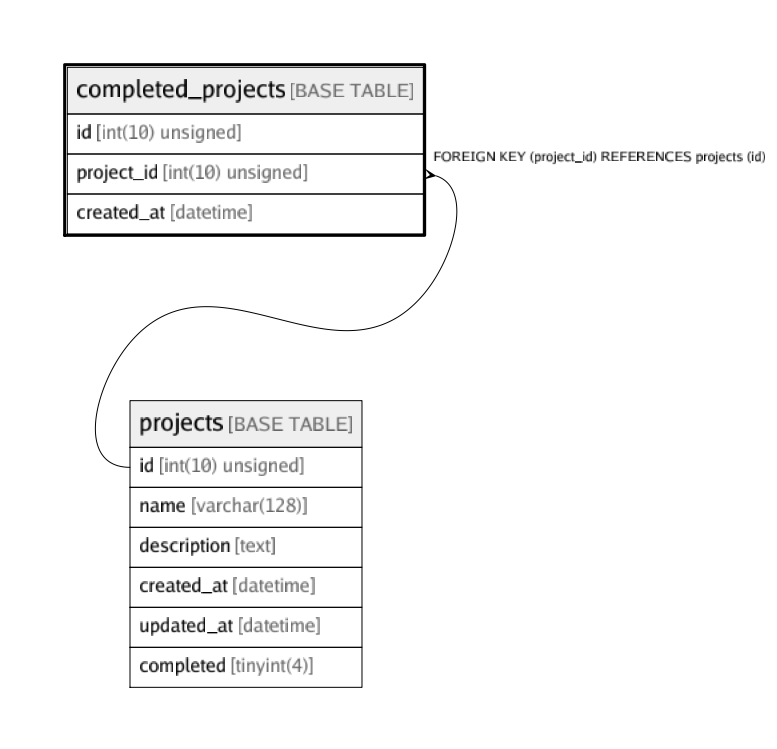 completed_projects [BASE TABLE]
id [int(10) unsigned]
project_id [int(10) unsigned]
FOREIGN KEY (project_id) REFERENCES projects (id)
created_at [datetime]
projects [BASE TABLE]
id [int(10) unsigned]
name [varchar(128)]
description [text]
created_at [datetime]
updated_at [datetime]
completed [tinyint(4)]